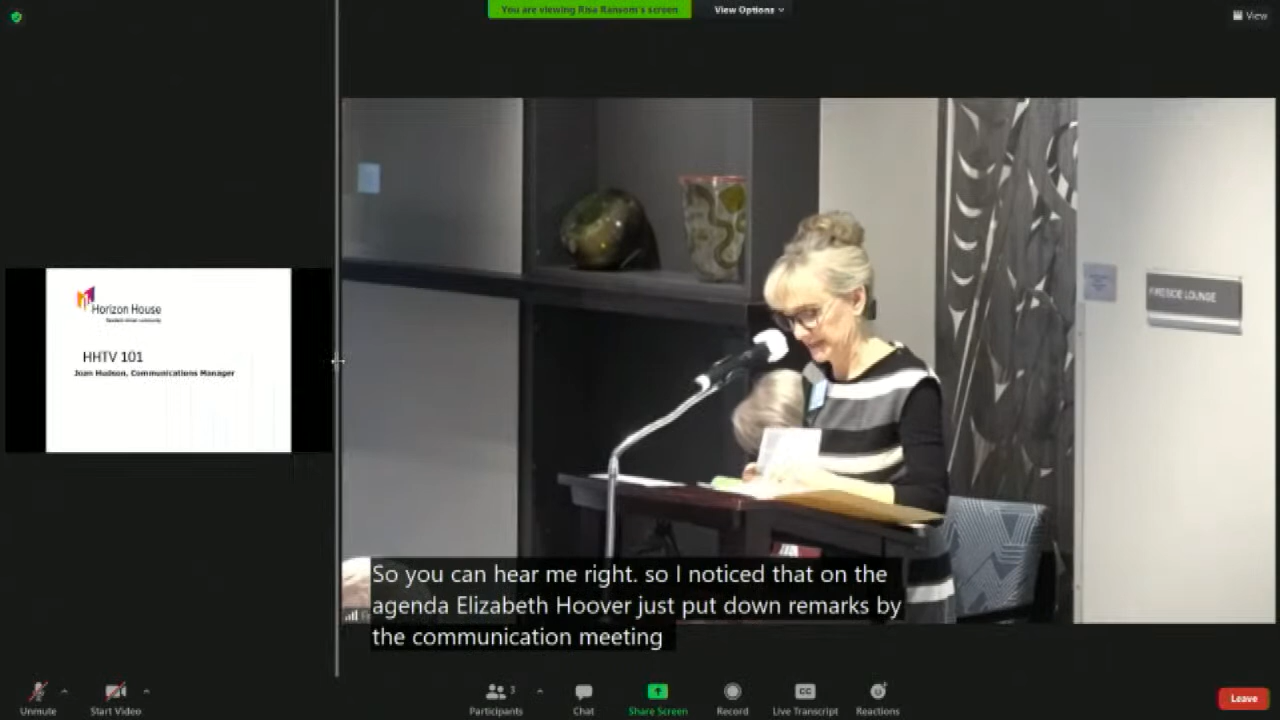 You are viewing Risa Ransom's screen
View Options
View
Horizon House
HHTV 101
Joan Hudson, Communications Manager
FIRESIDE LOUNGE
So you can hear me right. so I noticed that on the
agenda Elizabeth Hoover just put down remarks by
the communication meeting
Unmute
Start Video
3
Participants
Chat
Share Screen
Record
CC
Live Transcript
Reactions
Leave